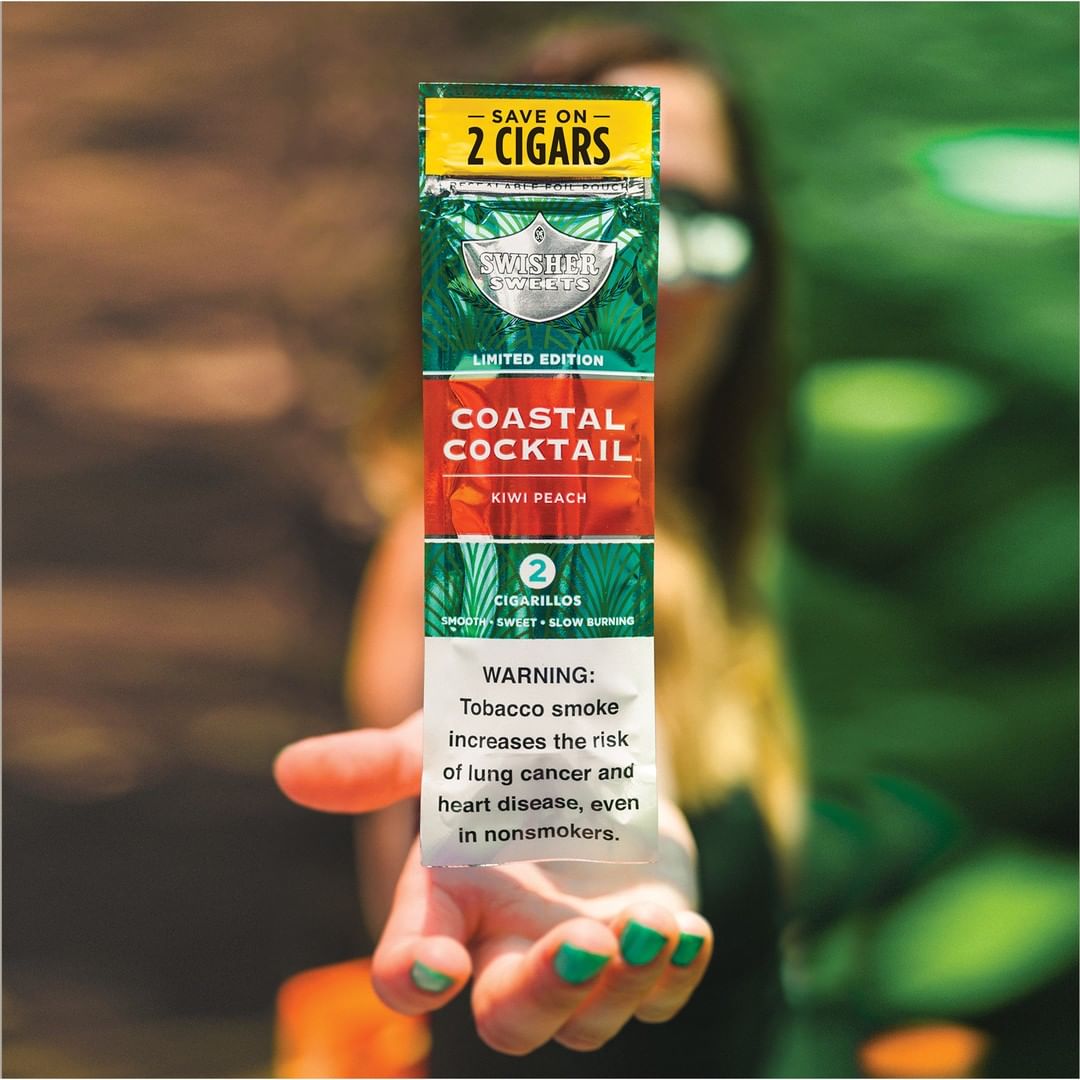 SAVE ON
2 CIGARS
RESEALABLE FOIL POUCH
SWISHER
SWEETS
LIMITED EDITION
COASTAL
COCKTAIL
KIWI PEACH
2
CIGARILLOS
SMOOTH • SWEET • SLOW BURNING
WARNING:
Tobacco smoke
increases the risk
of lung cancer and
heart disease, even
in nonsmokers.